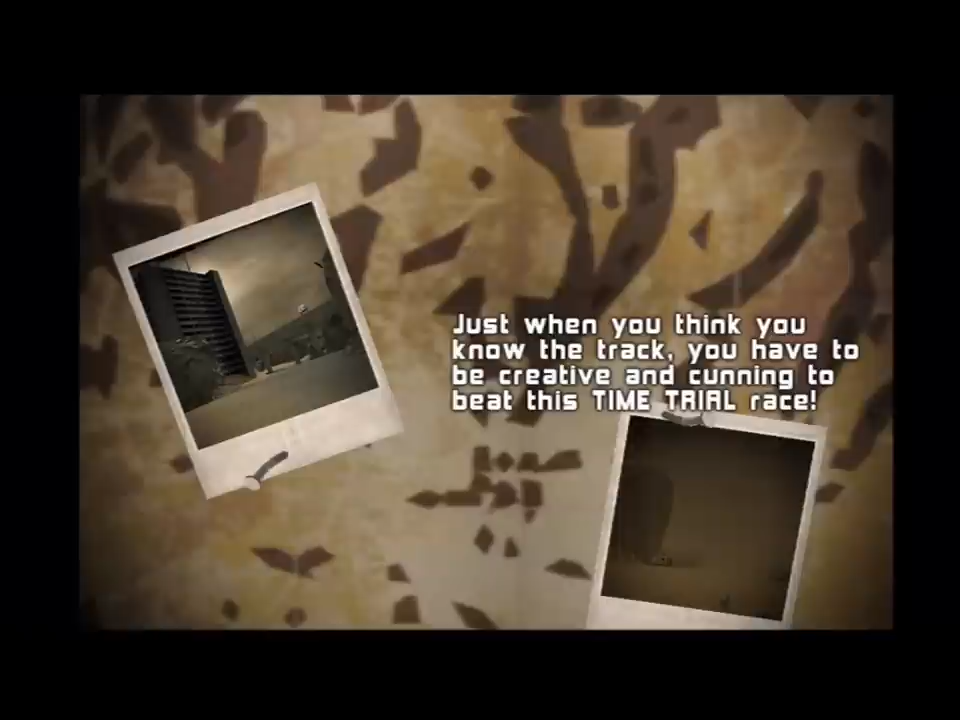 Just when you think you
know the track, you have to
be creative and cunning to
beat this TIME TRIAL race!